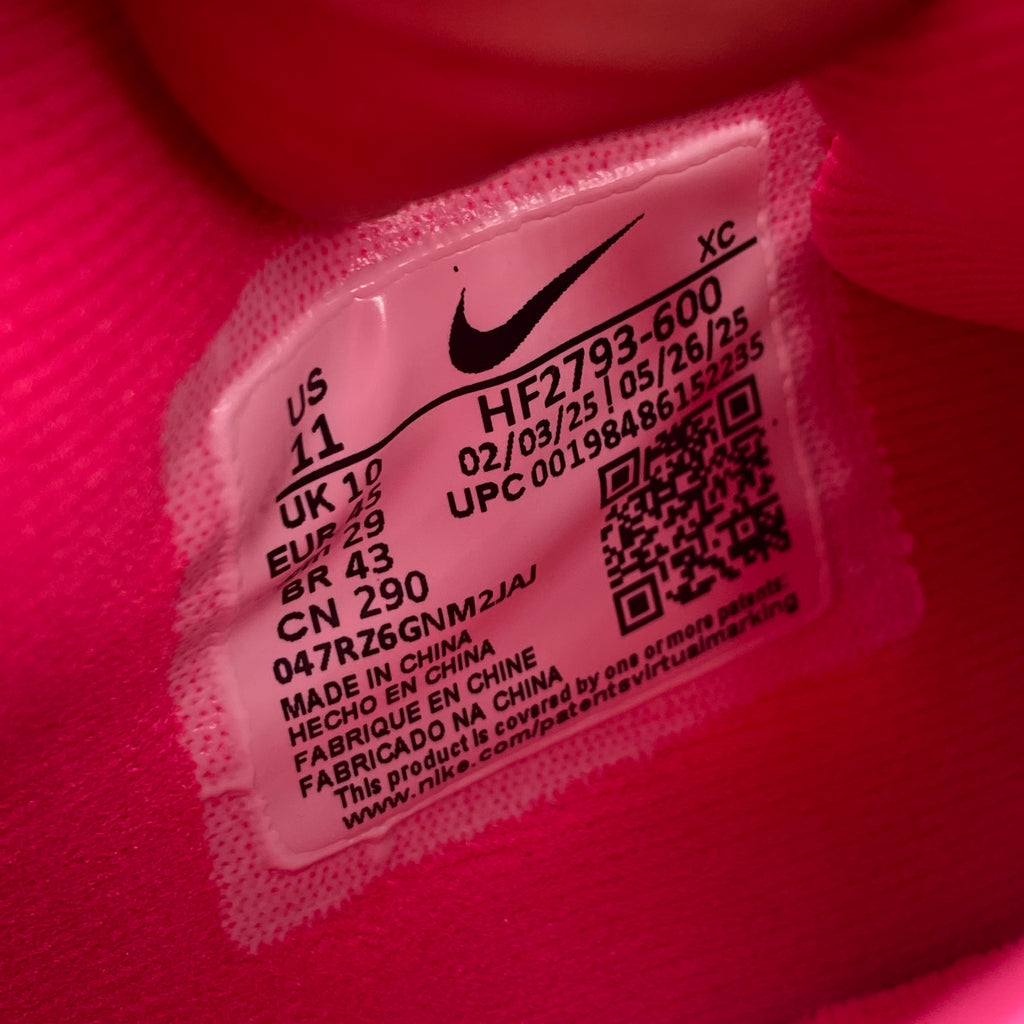 XC
US
11
HF2793-600
02/03/25 | 05/26/25
UPC 00198486152235
UK 10
EUR 45
29
BR 43
CN 290
047RZ6GNM2JAJ
MADE IN CHINA
HECHO EN CHINA
FABRIQUE EN CHINE
FABRICADO NA CHINA
This product is covered by one or more patents:
www.nike.com/patentsvirtualmarking